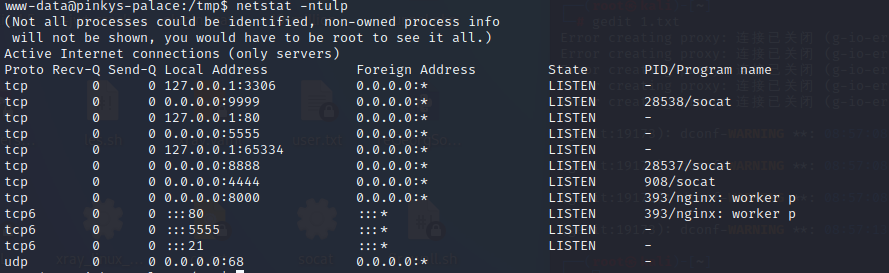 www-data@pinkys-palace:/tmp$ netstat -ntulp
(Not all processes could be identified, non-owned process info
 will not be shown, you would have to be root to see it all.)
Active Internet connections (only servers)
Proto Recv-Q Send-Q Local Address           Foreign Address         State       PID/Program name
tcp        0      0 127.0.0.1:3306          0.0.0.0:*               LISTEN      -
tcp        0      0 0.0.0.0:9999            0.0.0.0:*               LISTEN      28538/socat
tcp        0      0 127.0.0.1:80            0.0.0.0:*               LISTEN      -
tcp        0      0 0.0.0.0:5555            0.0.0.0:*               LISTEN      -
tcp        0      0 127.0.0.1:65334         0.0.0.0:*               LISTEN      -
tcp        0      0 0.0.0.0:8888            0.0.0.0:*               LISTEN      28537/socat
tcp        0      0 0.0.0.0:4444            0.0.0.0:*               LISTEN      908/socat
tcp        0      0 0.0.0.0:8000            0.0.0.0:*               LISTEN      393/nginx: worker p
tcp6       0      0 :::80                   :::*                    LISTEN      393/nginx: worker p
tcp6       0      0 :::5555                 :::*                    LISTEN      -
tcp6       0      0 :::21                   :::*                    LISTEN      -
udp        0      0 0.0.0.0:68              0.0.0.0:*                           -